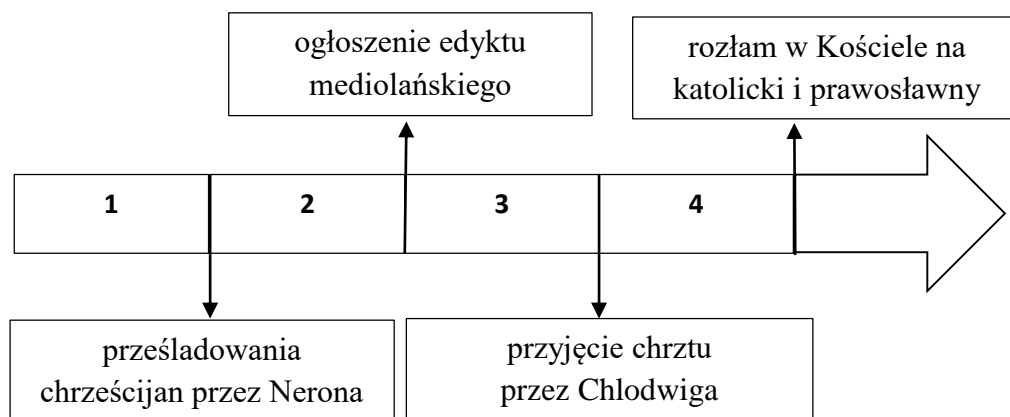 ogłoszenie edyktu
mediolańskiego
rozłam w Kościele na
katolicki i prawosławny
1
2
3
4
prześladowania
chrześcijan przez Nerona
przyjęcie chrztu
przez Chlodwiga